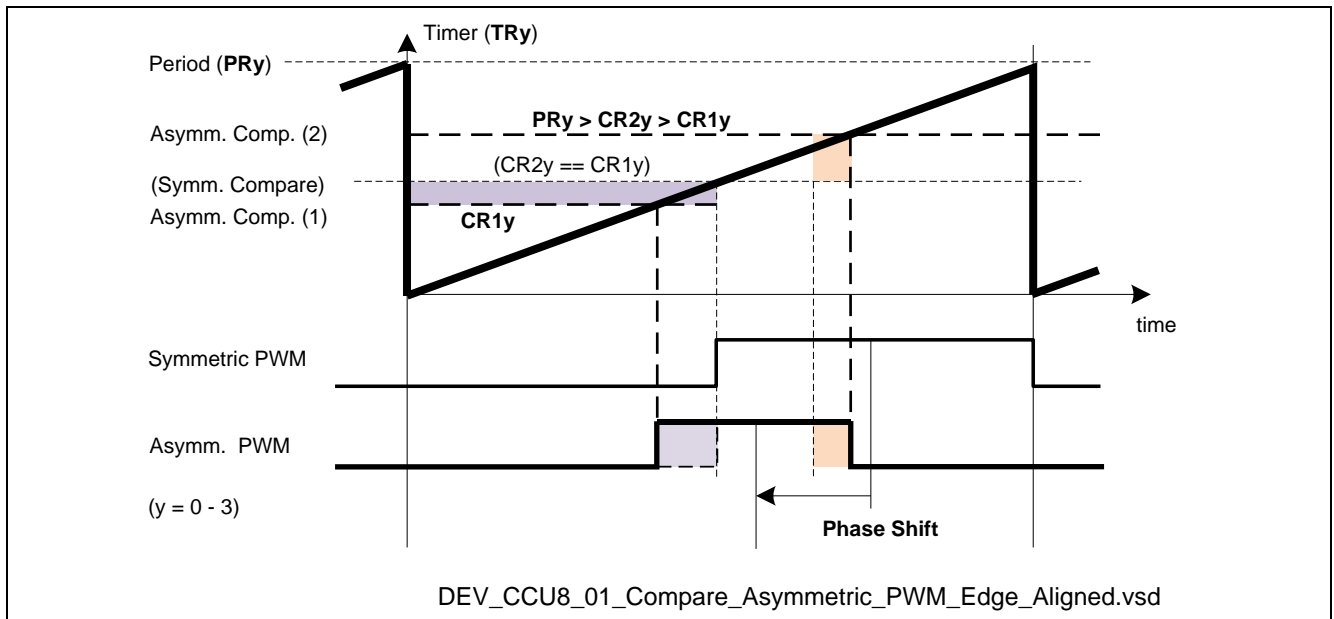 Timer (TRy)
Period (PRy)
Asymm. Comp. (2)
PRy > CR2y > CR1y
(CR2y == CR1y)
(Symm. Compare)
Asymm. Comp. (1)
CR1y
time
Symmetric PWM
Asymm. PWM
(y = 0 - 3)
Phase Shift
DEV_CCU8_01_Compare_Asymmetric_PWM_Edge_Aligned.vsd